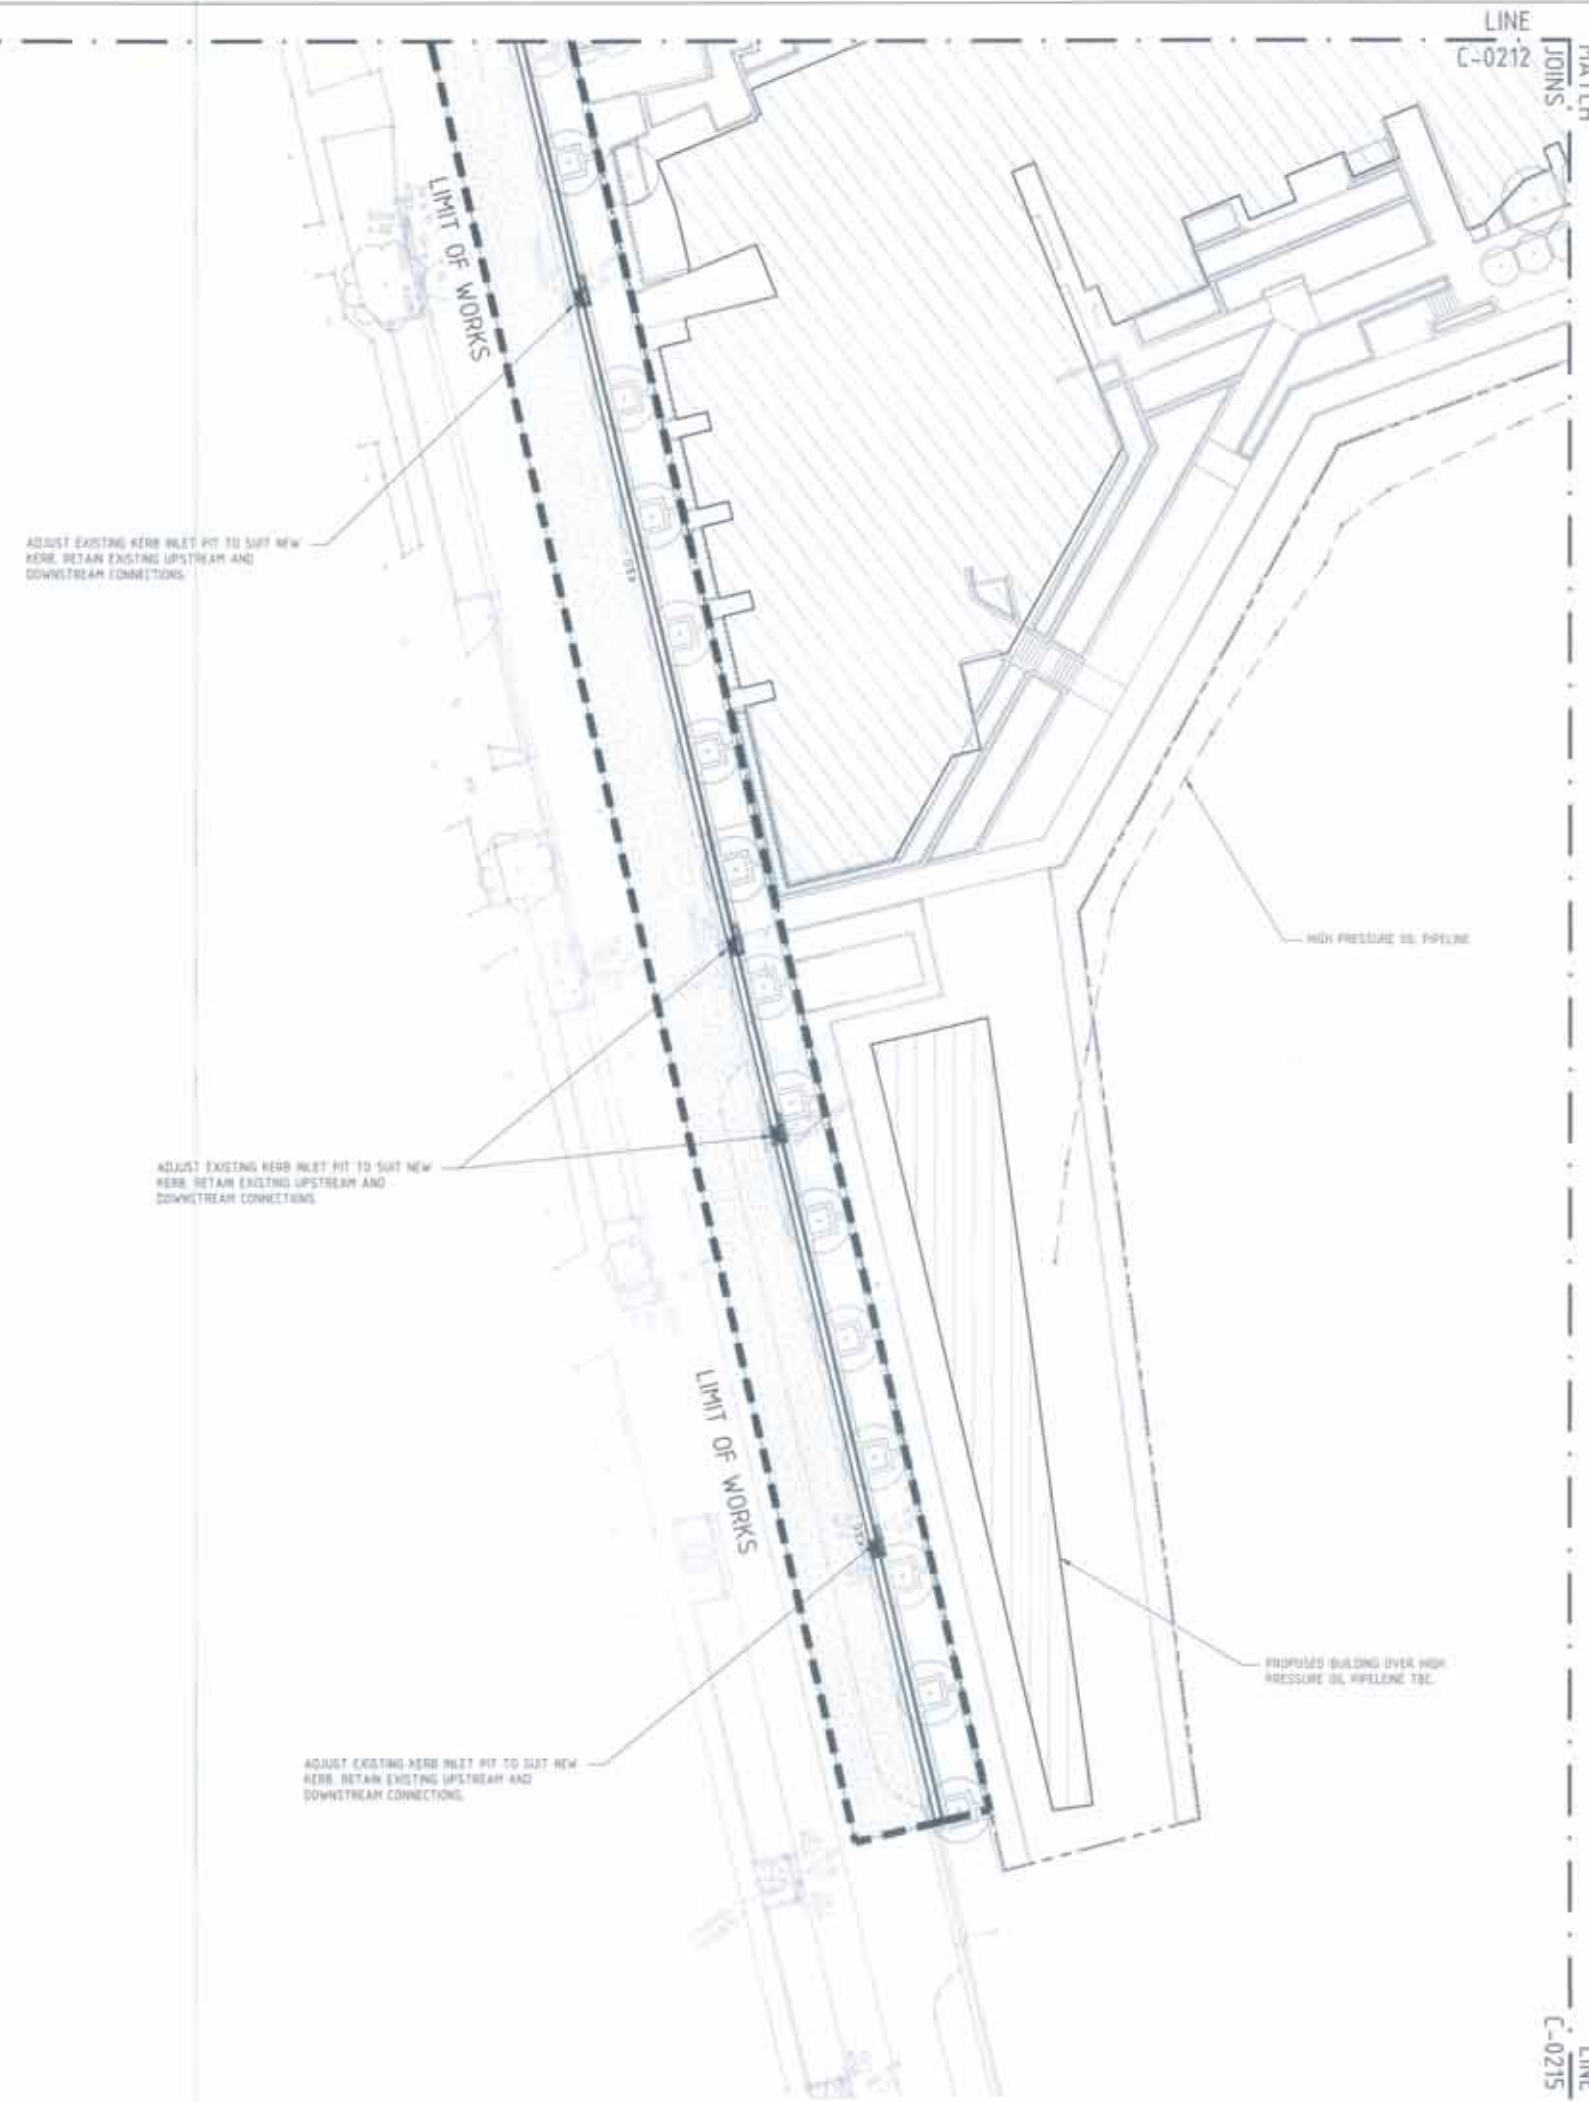 LINE
C-0212
MATCH
JOINS
LIMIT OF WORKS
ADJUST EXISTING KERB INLET PIT TO SUIT NEW
KERB. RETAIN EXISTING UPSTREAM AND
DOWNSTREAM CONNECTIONS.
HIGH PRESSURE OIL PIPELINE
ADJUST EXISTING KERB INLET PIT TO SUIT NEW
KERB. RETAIN EXISTING UPSTREAM AND
DOWNSTREAM CONNECTIONS.
LIMIT OF WORKS
PROPOSED BUILDING OVER HIGH
PRESSURE OIL PIPELEINE TBC.
ADJUST EXISTING KERB INLET PIT TO SUIT NEW
KERB. RETAIN EXISTING UPSTREAM AND
DOWNSTREAM CONNECTIONS.
LINE
C-0215